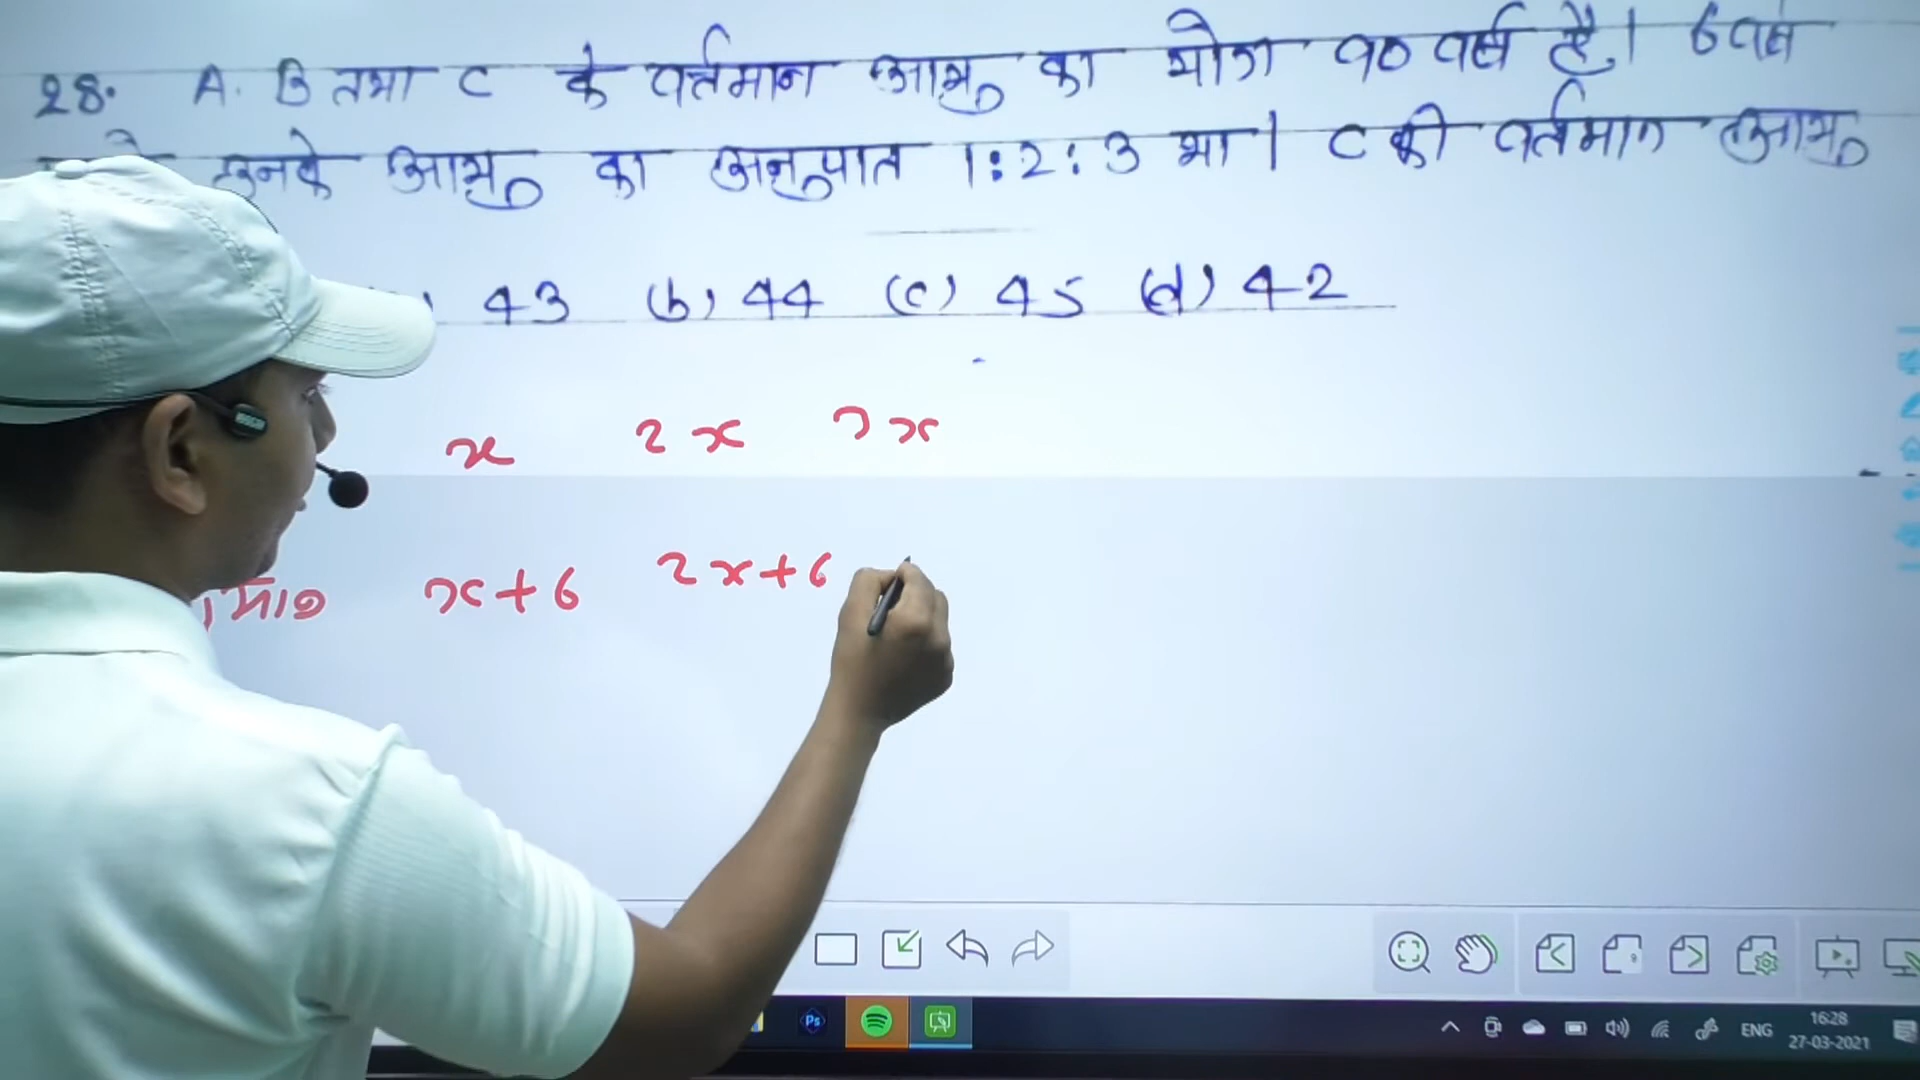 28. A. B तथा C के वर्त्तमान आयु का योग 90 वर्ष है। 6 वर्ष
उनके आयु का अनुपात 1:2:3 था। C की वर्तमान आयु
43 (b) 44 (c) 45 (d) 42
x 2x 3x
x+6 2x+6
Ps
ENG
16:28
27-03-2021